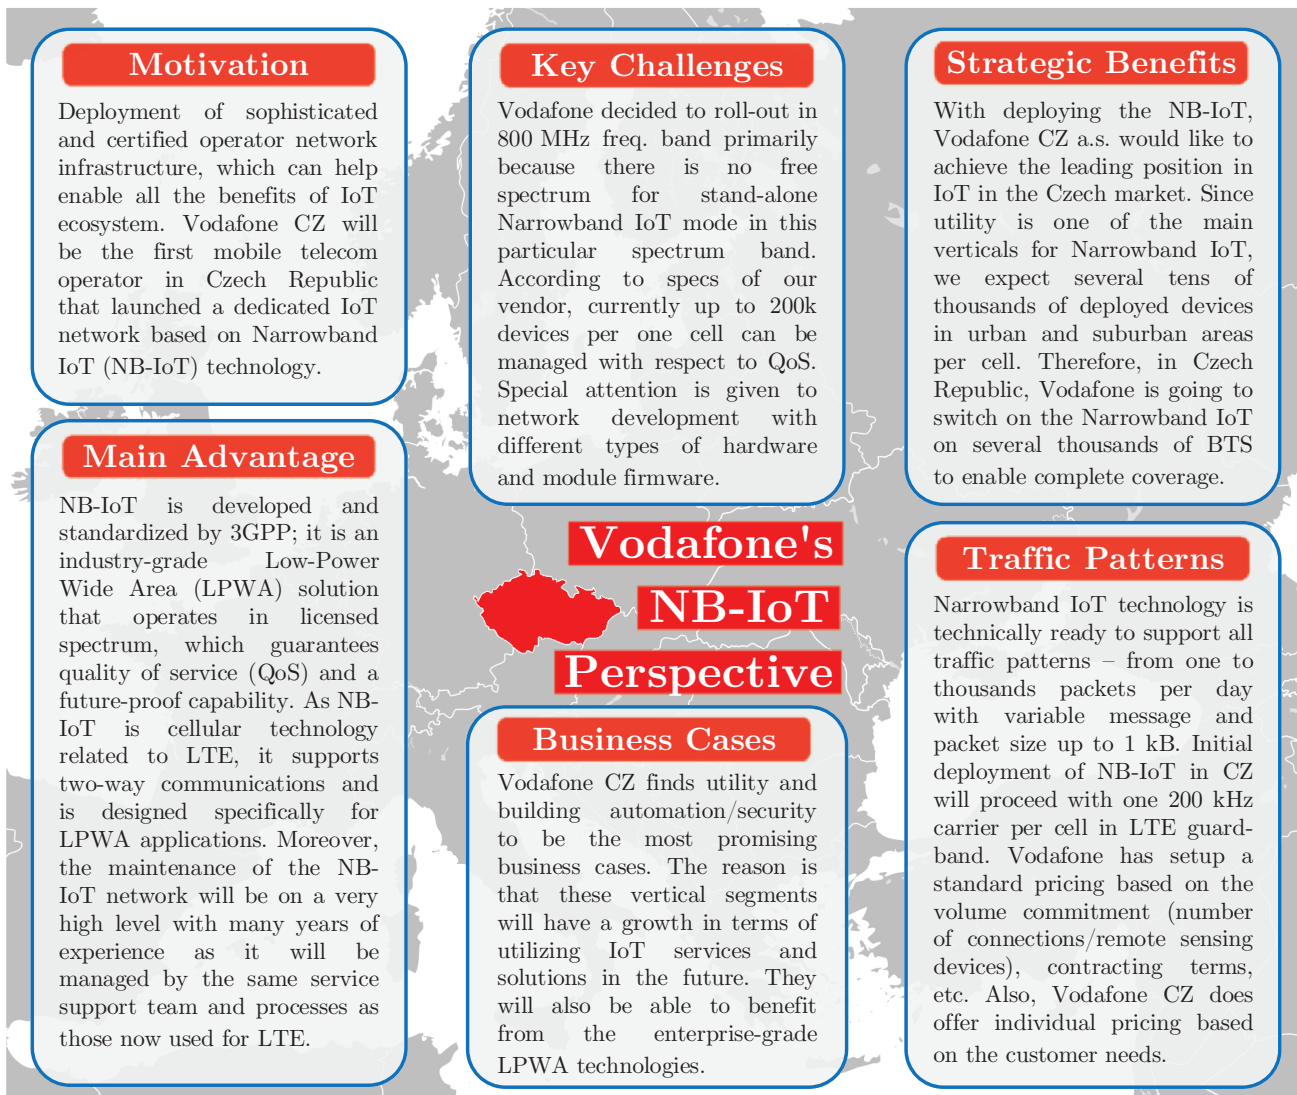 Motivation
Deployment of sophisticated
and certified operator network
infrastructure, which can help
enable all the benefits of IoT
ecosystem. Vodafone CZ will
be the first mobile telecom
operator in Czech Republic
that launched a dedicated IoT
network based on Narrowband
IoT (NB-IoT) technology.
Main Advantage
NB-IoT is developed and
standardized by 3GPP; it is an
industry-grade Low-Power
Wide Area (LPWA) solution
that operates in licensed
spectrum, which guarantees
quality of service (QoS) and a
future-proof capability. As NB-
IoT is cellular technology
related to LTE, it supports
two-way communications and
is designed specifically for
LPWA applications. Moreover,
the maintenance of the NB-
IoT network will be on a very
high level with many years of
experience as it will be
managed by the same service
support team and processes as
those now used for LTE.
Key Challenges
Vodafone decided to roll-out in
800 MHz freq. band primarily
because there is no free
spectrum for stand-alone
Narrowband IoT mode in this
particular spectrum band.
According to specs of our
vendor, currently up to 200k
devices per one cell can be
managed with respect to QoS.
Special attention is given to
network development with
different types of hardware
and module firmware.
Vodafone's
NB-IoT
Perspective
Business Cases
Vodafone CZ finds utility and
building automation/security
to be the most promising
business cases. The reason is
that these vertical segments
will have a growth in terms of
utilizing IoT services and
solutions in the future. They
will also be able to benefit
from the enterprise-grade
LPWA technologies.
Strategic Benefits
With deploying the NB-IoT,
Vodafone CZ a.s. would like to
achieve the leading position in
IoT in the Czech market. Since
utility is one of the main
verticals for Narrowband IoT,
we expect several tens of
thousands of deployed devices
in urban and suburban areas
per cell. Therefore, in Czech
Republic, Vodafone is going to
switch on the Narrowband IoT
on several thousands of BTS
to enable complete coverage.
Traffic Patterns
Narrowband IoT technology is
technically ready to support all
traffic patterns – from one to
thousands packets per day
with variable message and
packet size up to 1 kB. Initial
deployment of NB-IoT in CZ
will proceed with one 200 kHz
carrier per cell in LTE guard-
band. Vodafone has setup a
standard pricing based on the
volume commitment (number
of connections/remote sensing
devices), contracting terms,
etc. Also, Vodafone CZ does
offer individual pricing based
on the customer needs.